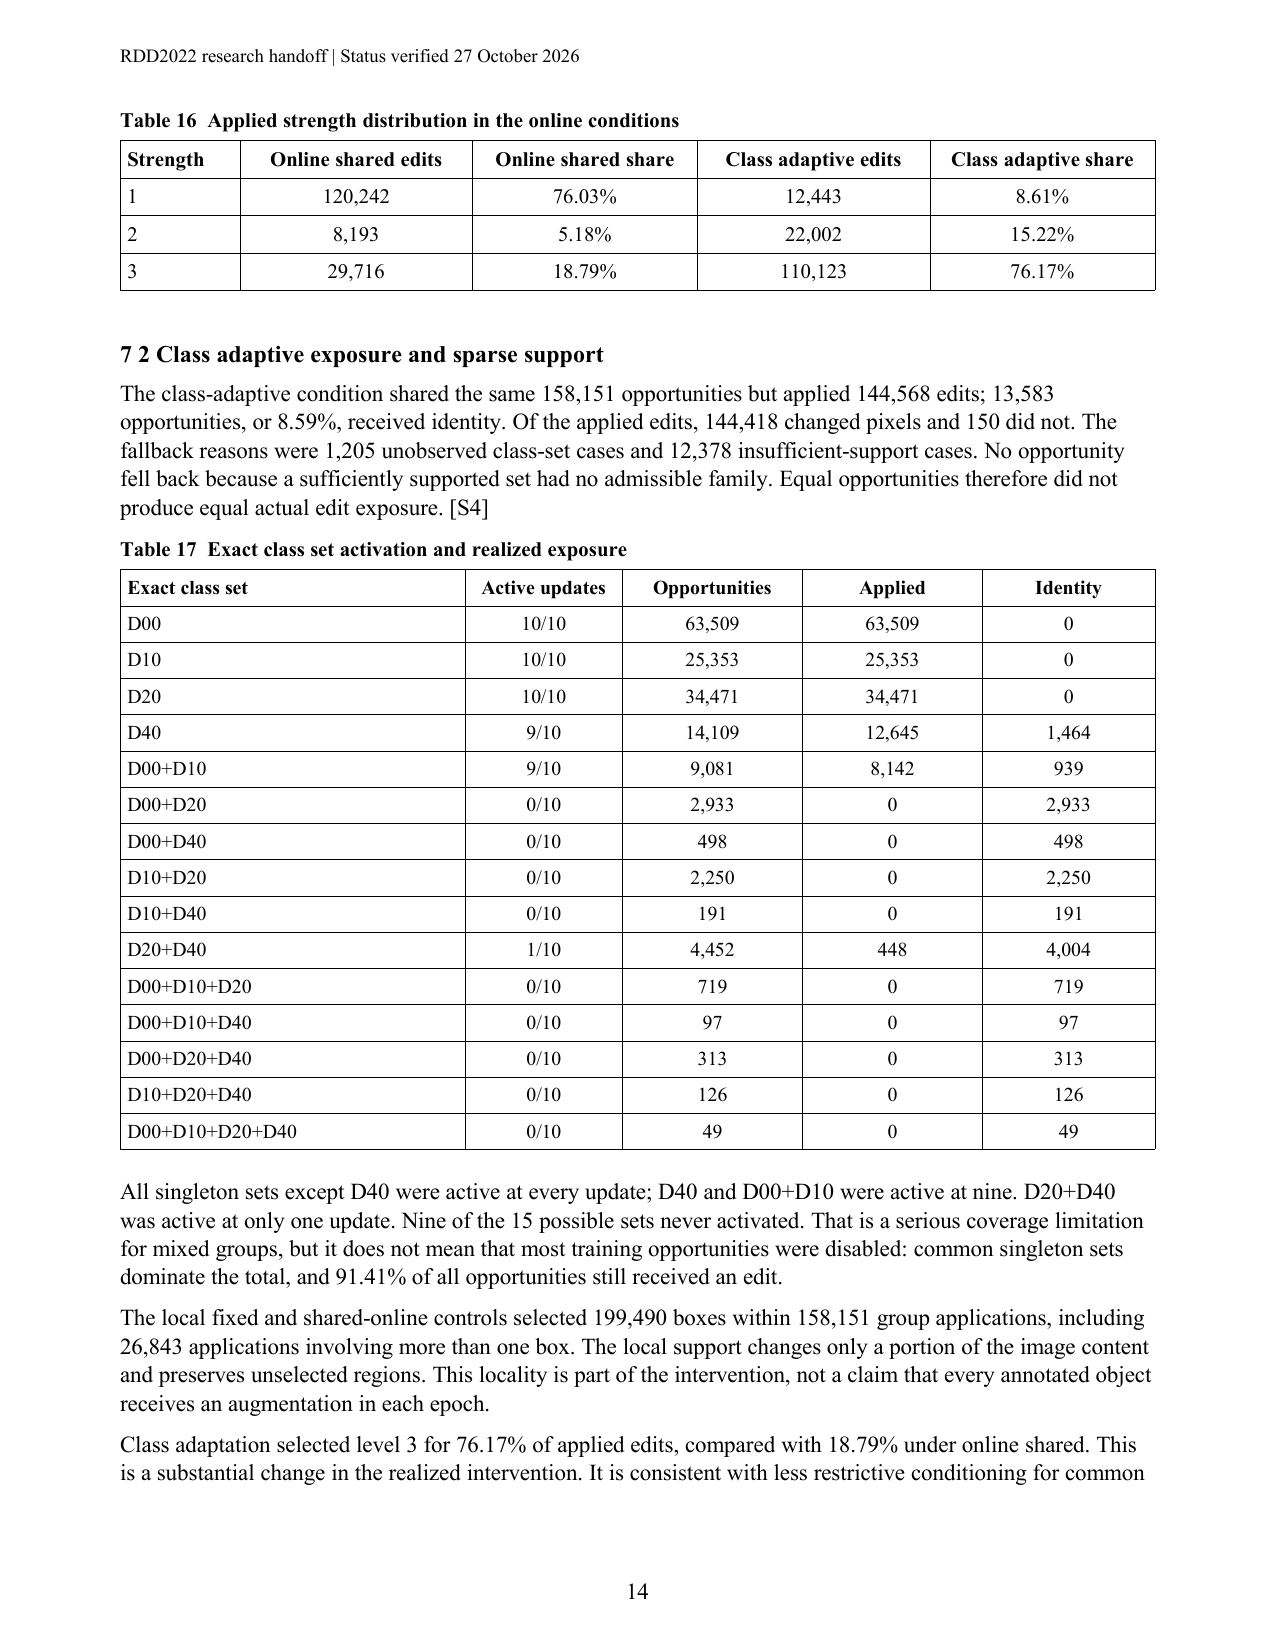 RDD2022 research handoff | Status verified 27 October 2026
Table 16 Applied strength distribution in the online conditions
Strength Online shared edits Online shared share Class adaptive edits Class adaptive share
1 120,242 76.03% 12,443 8.61%
2 8,193 5.18% 22,002 15.22%
3 29,716 18.79% 110,123 76.17%
7 2 Class adaptive exposure and sparse support
The class-adaptive condition shared the same 158,151 opportunities but applied 144,568 edits; 13,583
opportunities, or 8.59%, received identity. Of the applied edits, 144,418 changed pixels and 150 did not. The
fallback reasons were 1,205 unobserved class-set cases and 12,378 insufficient-support cases. No opportunity
fell back because a sufficiently supported set had no admissible family. Equal opportunities therefore did not
produce equal actual edit exposure. [S4]
Table 17 Exact class set activation and realized exposure
Exact class set Active updates Opportunities Applied Identity
D00 10/10 63,509 63,509 0
D10 10/10 25,353 25,353 0
D20 10/10 34,471 34,471 0
D40 9/10 14,109 12,645 1,464
D00+D10 9/10 9,081 8,142 939
D00+D20 0/10 2,933 0 2,933
D00+D40 0/10 498 0 498
D10+D20 0/10 2,250 0 2,250
D10+D40 0/10 191 0 191
D20+D40 1/10 4,452 448 4,004
D00+D10+D20 0/10 719 0 719
D00+D10+D40 0/10 97 0 97
D00+D20+D40 0/10 313 0 313
D10+D20+D40 0/10 126 0 126
D00+D10+D20+D40 0/10 49 0 49
All singleton sets except D40 were active at every update; D40 and D00+D10 were active at nine. D20+D40
was active at only one update. Nine of the 15 possible sets never activated. That is a serious coverage limitation
for mixed groups, but it does not mean that most training opportunities were disabled: common singleton sets
dominate the total, and 91.41% of all opportunities still received an edit.
The local fixed and shared-online controls selected 199,490 boxes within 158,151 group applications, including
26,843 applications involving more than one box. The local support changes only a portion of the image content
and preserves unselected regions. This locality is part of the intervention, not a claim that every annotated object
receives an augmentation in each epoch.
Class adaptation selected level 3 for 76.17% of applied edits, compared with 18.79% under online shared. This
is a substantial change in the realized intervention. It is consistent with less restrictive conditioning for common
14